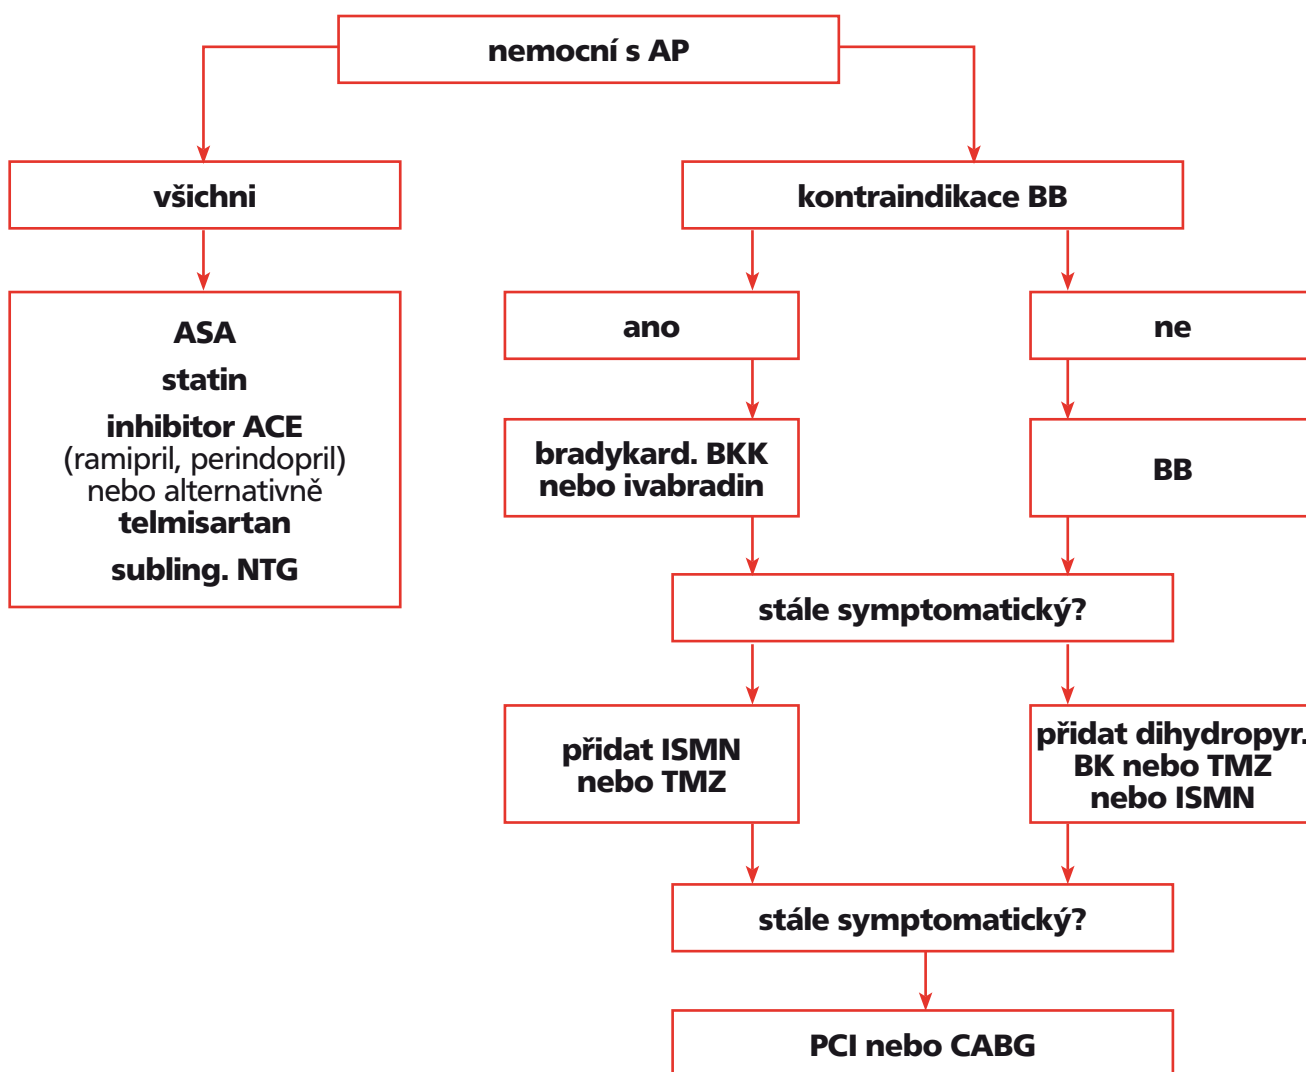 nemocní s AP
všichni
kontraindikace BB
ASA
statin
inhibitor ACE
(ramipril, perindopril)
nebo alternativně
telmisartan
subling. NTG
ano
ne
bradykard. BKK
nebo ivabradin
BB
stále symptomatický?
přidat ISMN
nebo TMZ
přidat dihydropyr.
BK nebo TMZ
nebo ISMN
stále symptomatický?
PCI nebo CABG